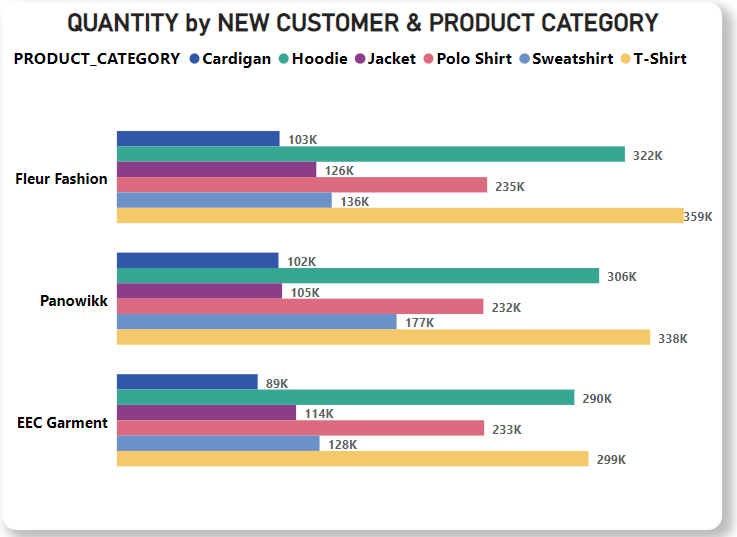 QUANTITY by NEW CUSTOMER & PRODUCT CATEGORY
PRODUCT_CATEGORY Cardigan Hoodie Jacket Polo Shirt Sweatshirt T-Shirt
Fleur Fashion
103K
322K
126K
235K
136K
359K
Panowikk
102K
306K
105K
232K
177K
338K
EEC Garment
89K
290K
114K
233K
128K
299K